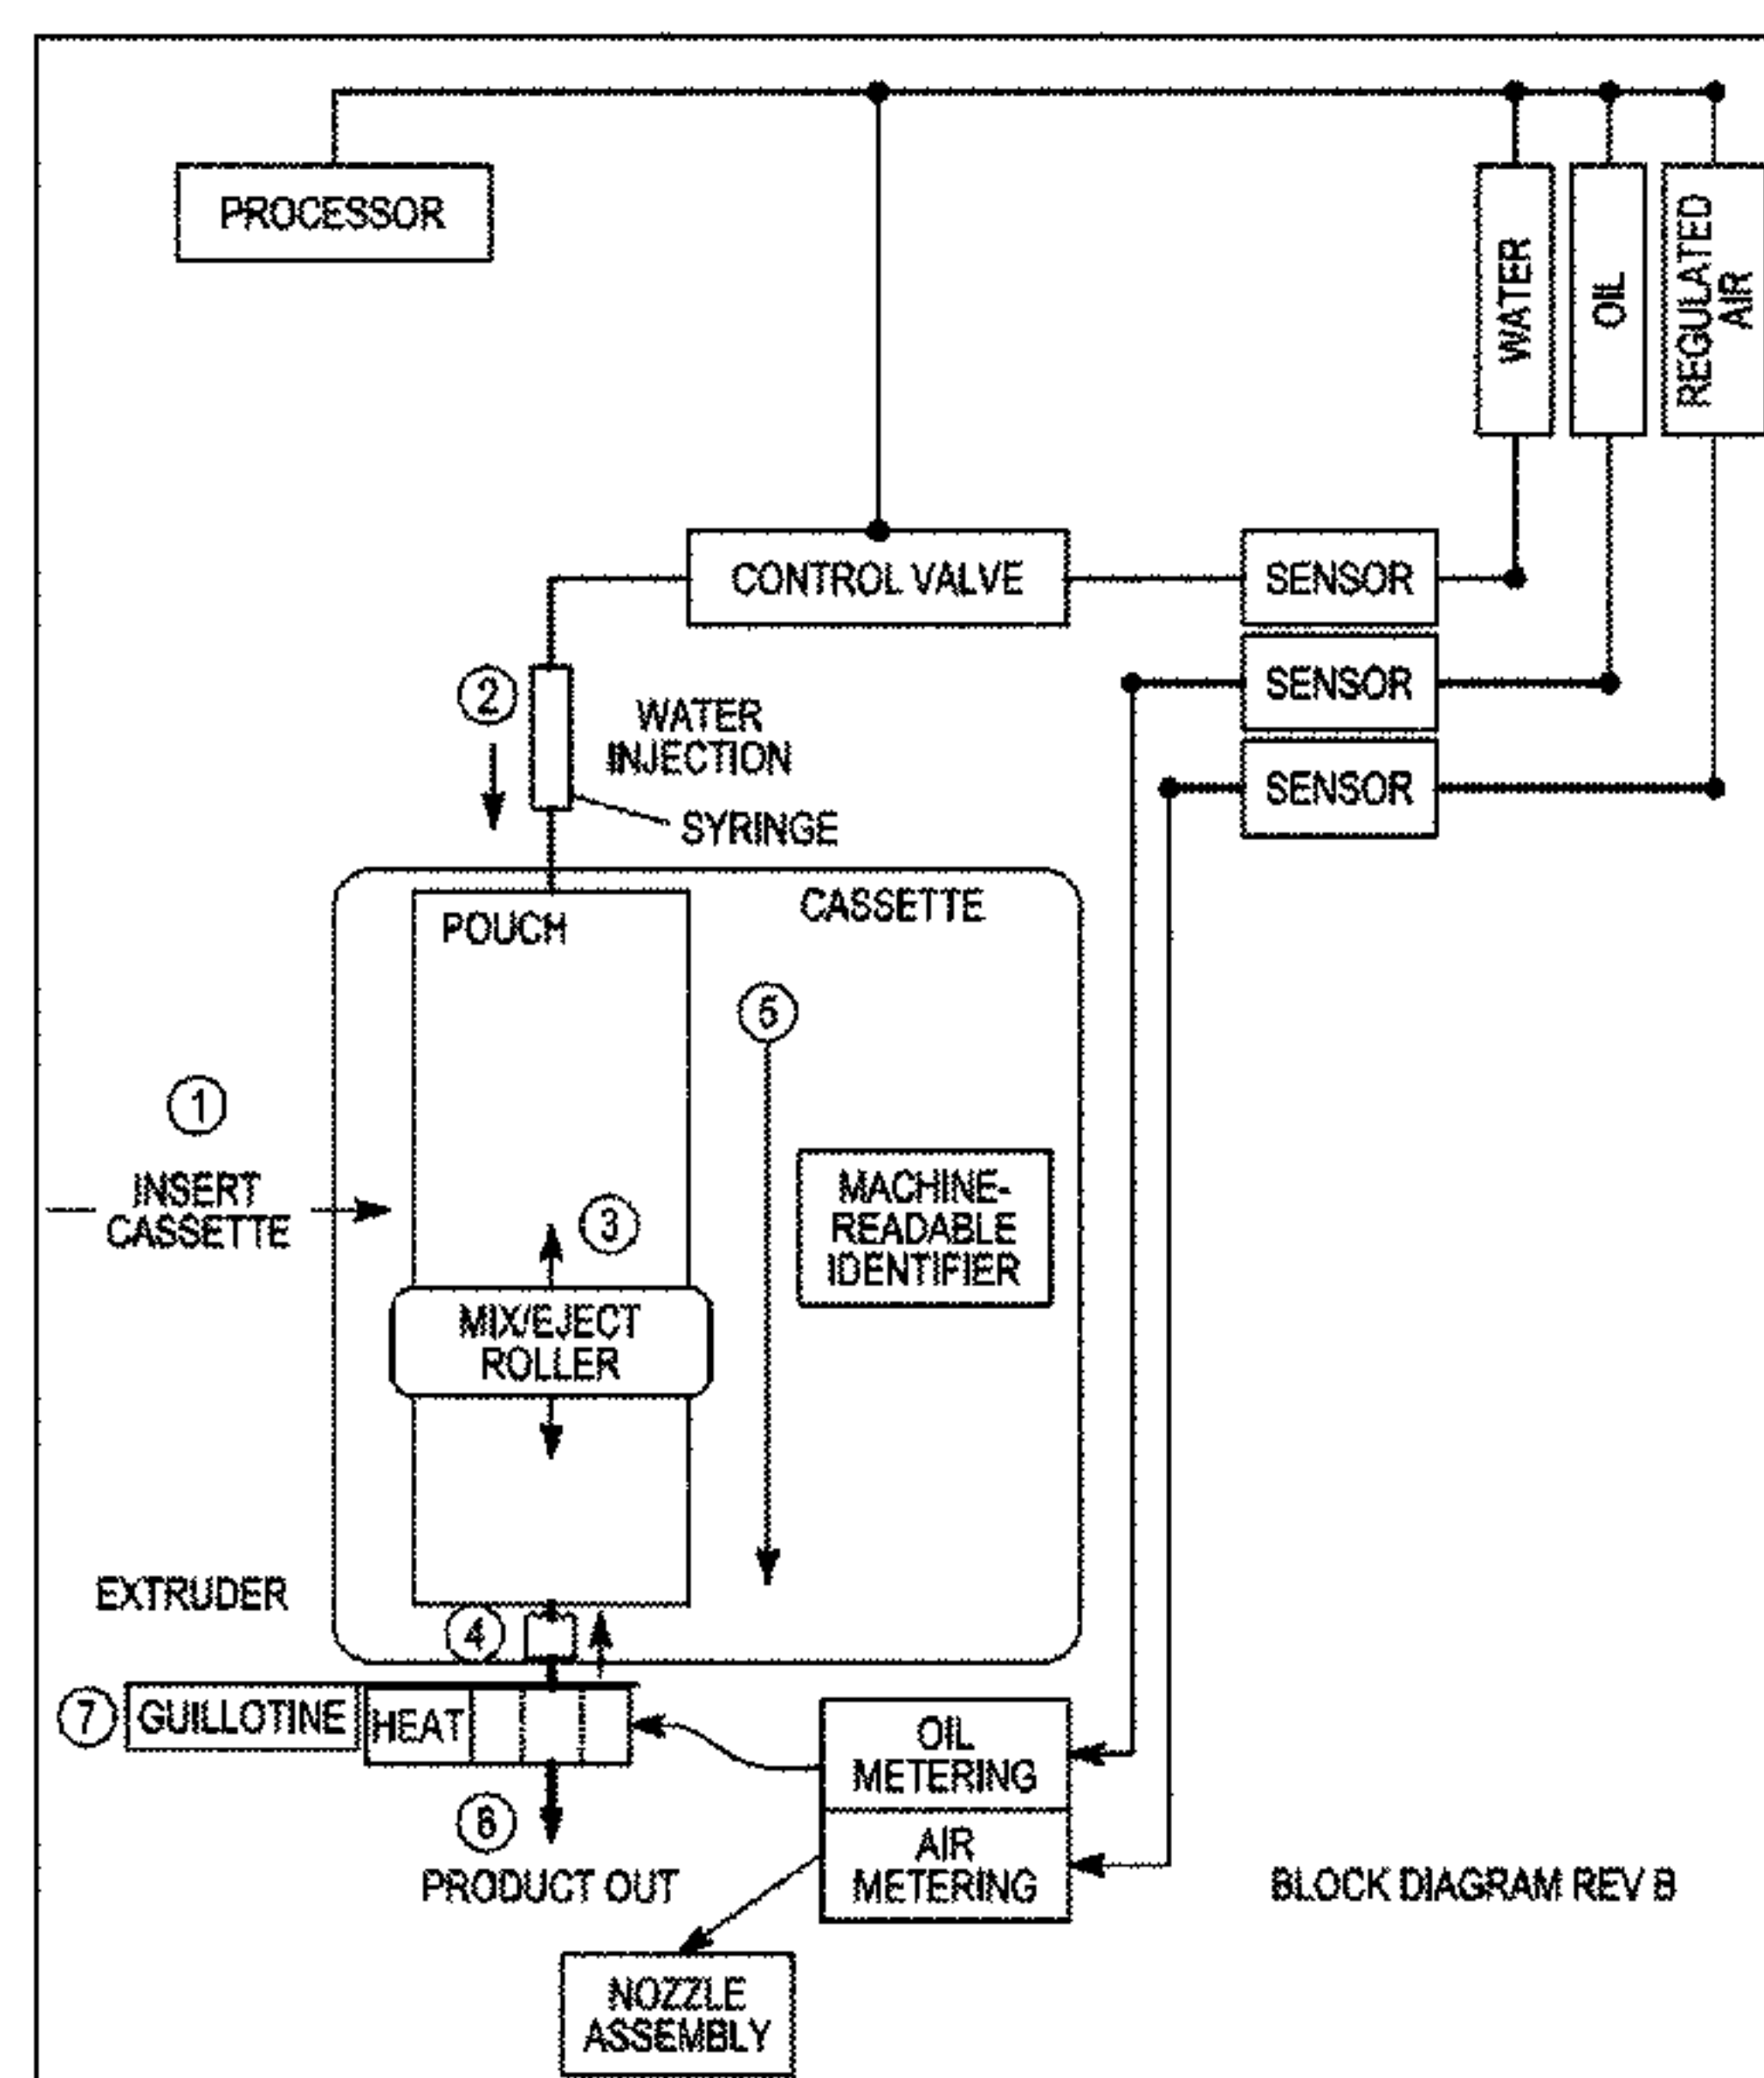 PROCESSOR
WATER
OIL
REGULATED
AIR
CONTROL VALVE
SENSOR
SENSOR
SENSOR
2
WATER
INJECTION
SYRINGE
CASSETTE
POUCH
5
1
INSERT
CASSETTE
3
MACHINE-
READABLE
IDENTIFIER
MIX/EJECT
ROLLER
EXTRUDER
4
7
GUILLOTINE
HEAT
OIL
METERING
6
AIR
METERING
PRODUCT OUT
BLOCK DIAGRAM REV B
NOZZLE
ASSEMBLY